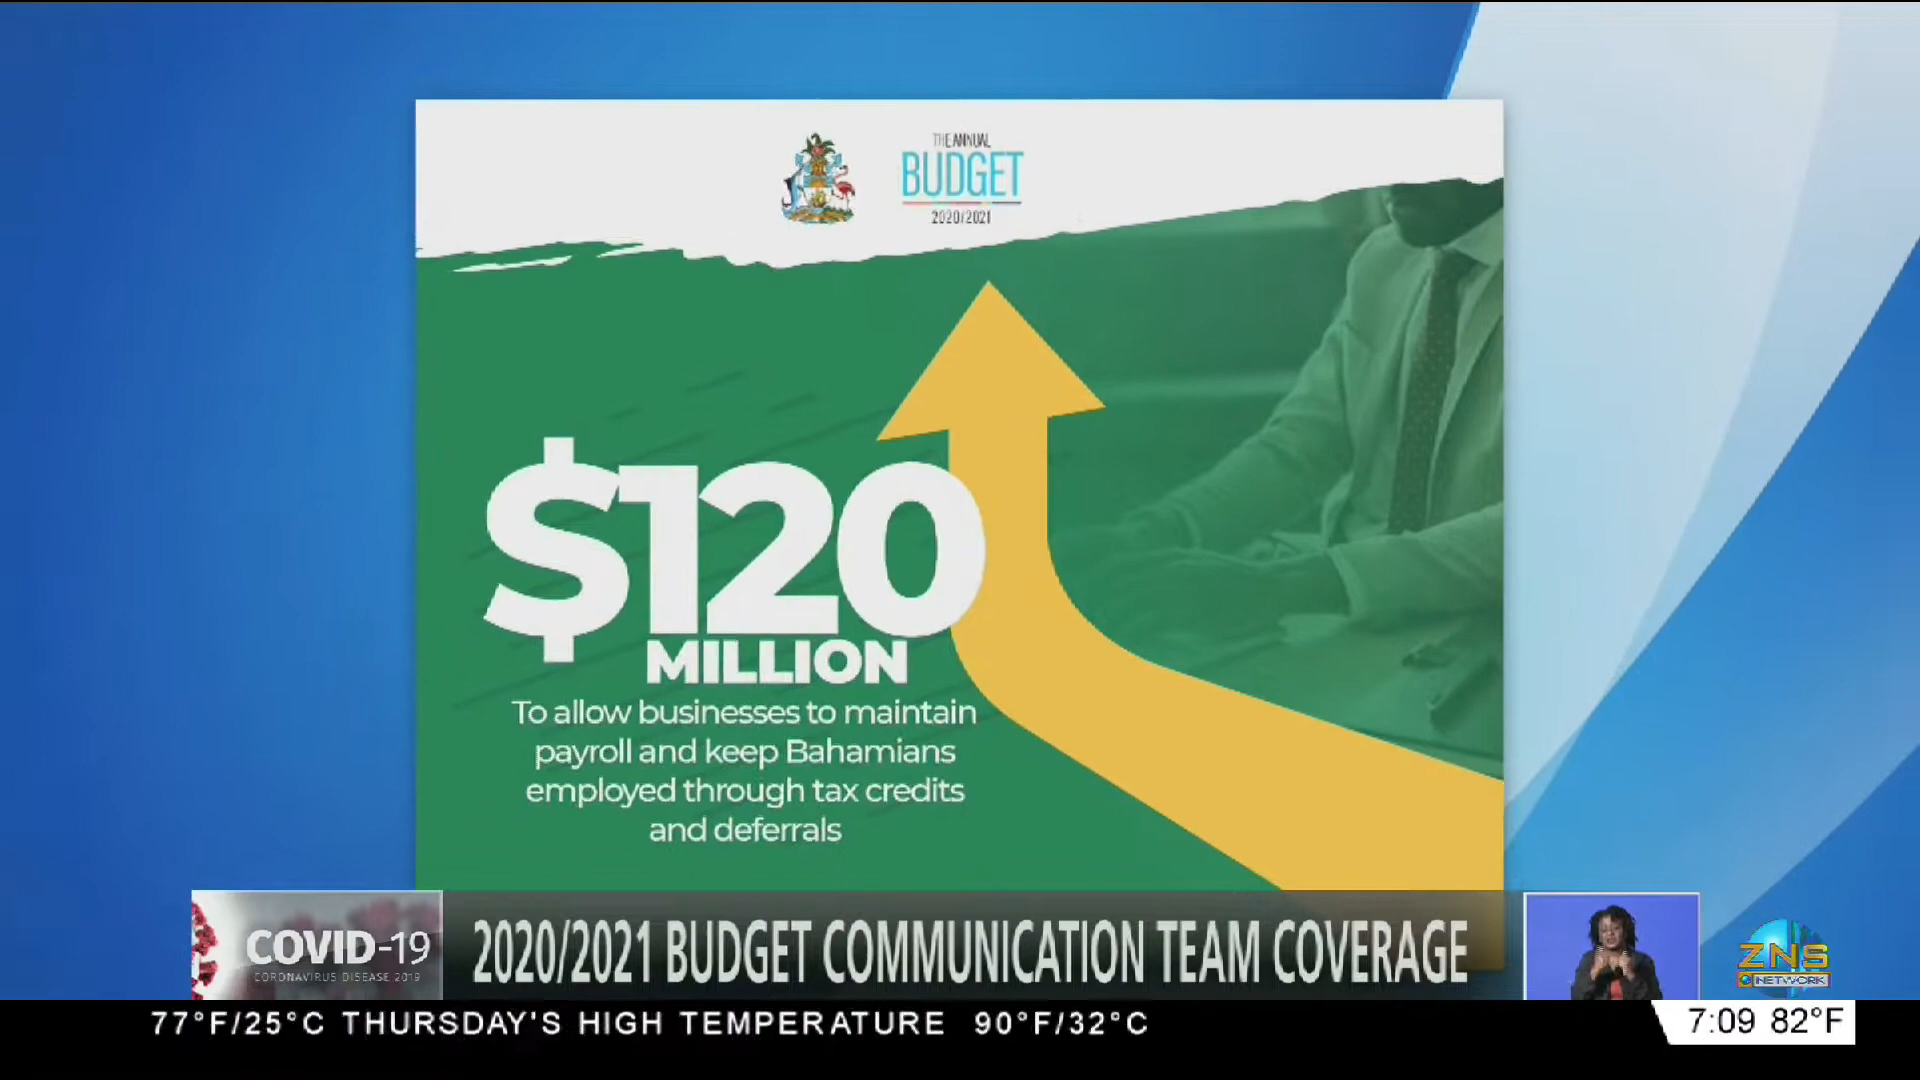 THE ANNUAL
BUDGET
2020/2021
$120
MILLION
To allow businesses to maintain
payroll and keep Bahamians
employed through tax credits
and deferrals
COVID-19
CORONAVIRUS DISEASE 2019
2020/2021 BUDGET COMMUNICATION TEAM COVERAGE
ZNS
NETWORK
77°F/25°C THURSDAY'S HIGH TEMPERATURE 90°F/32°C
7:09 82°F